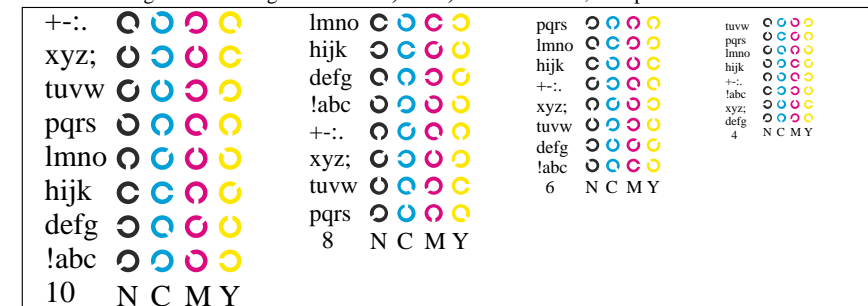 +-:.
xyz;
tuvw
pqrs
lmno
hijk
defg
!abc
10 N C M Y
lmno
hijk
defg
!abc
+-:.
xyz;
tuvw
pqrs
8 N C M Y
pqrs
lmno
hijk
+-:.
xyz;
tuvw
defg
!abc
6 N C M Y
tuvw
pqrs
lmno
hijk
+-:.
!abc
xyz;
defg
4 N C M Y